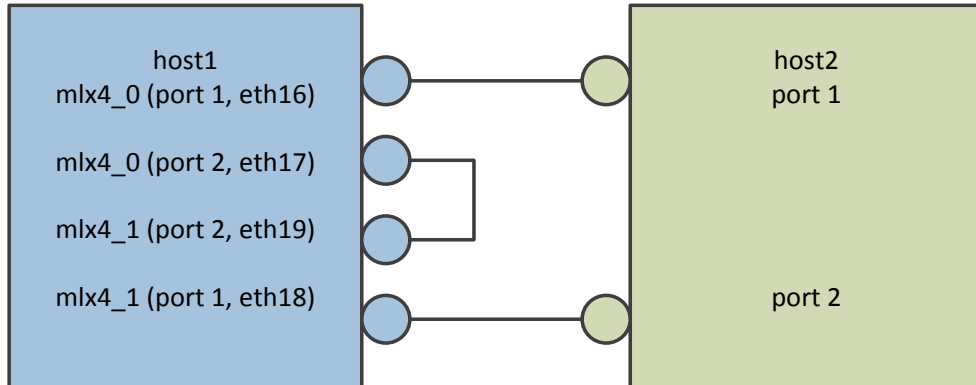 host1
mlx4_0 (port 1, eth16)
mlx4_0 (port 2, eth17)
mlx4_1 (port 2, eth19)
mlx4_1 (port 1, eth18)
host2
port 1
port 2